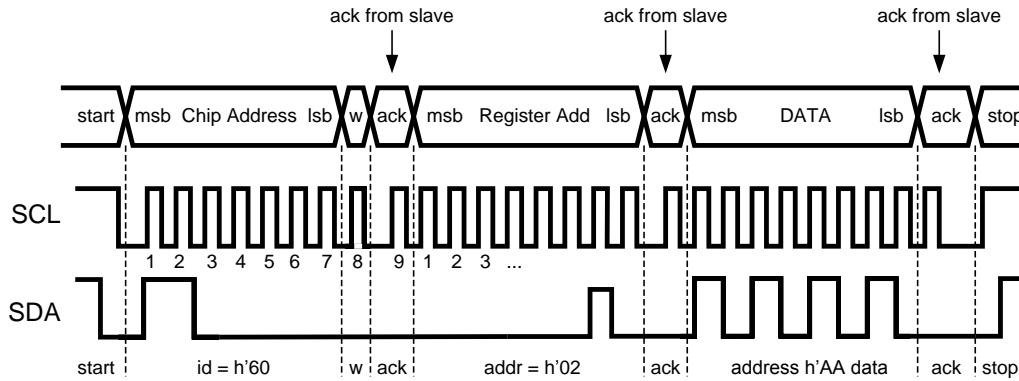 ack from slave ack from slave ack from slave
start msb Chip Address lsb w ack msb Register Add lsb ack msb DATA lsb ack stop
SCL
1 2 3 4 5 6 7 8 9 1 2 3 ...
SDA
start id = h'60 w ack addr = h'02 ack address h'AA data ack stop